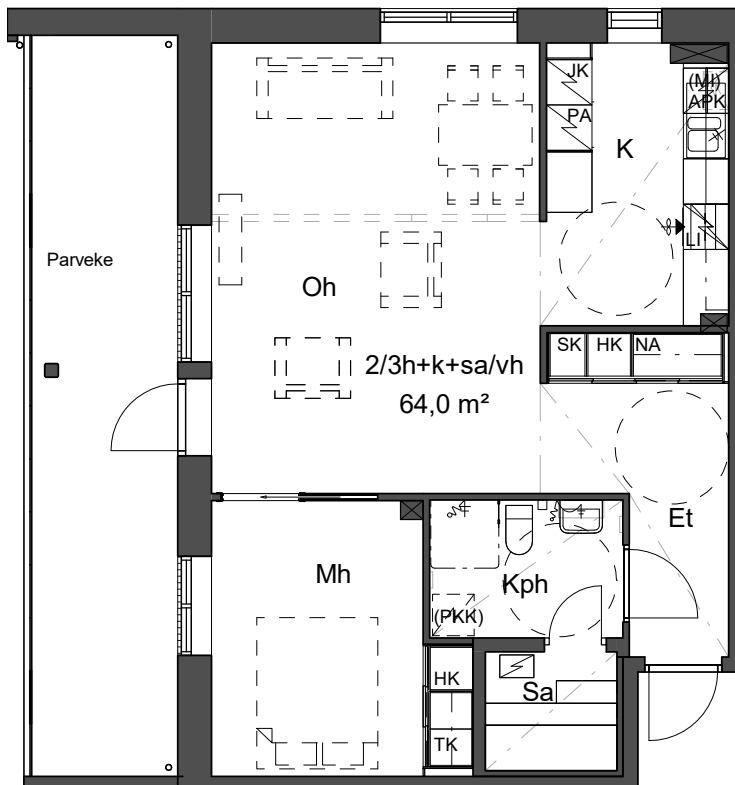 JK
(MI)
APK
PA
K
Parveke
LI
Oh
SK HK NA
2/3h+k+sa/vh
64,0 m²
Et
Mh
Kph
(PKK)
HK
Sa
TK